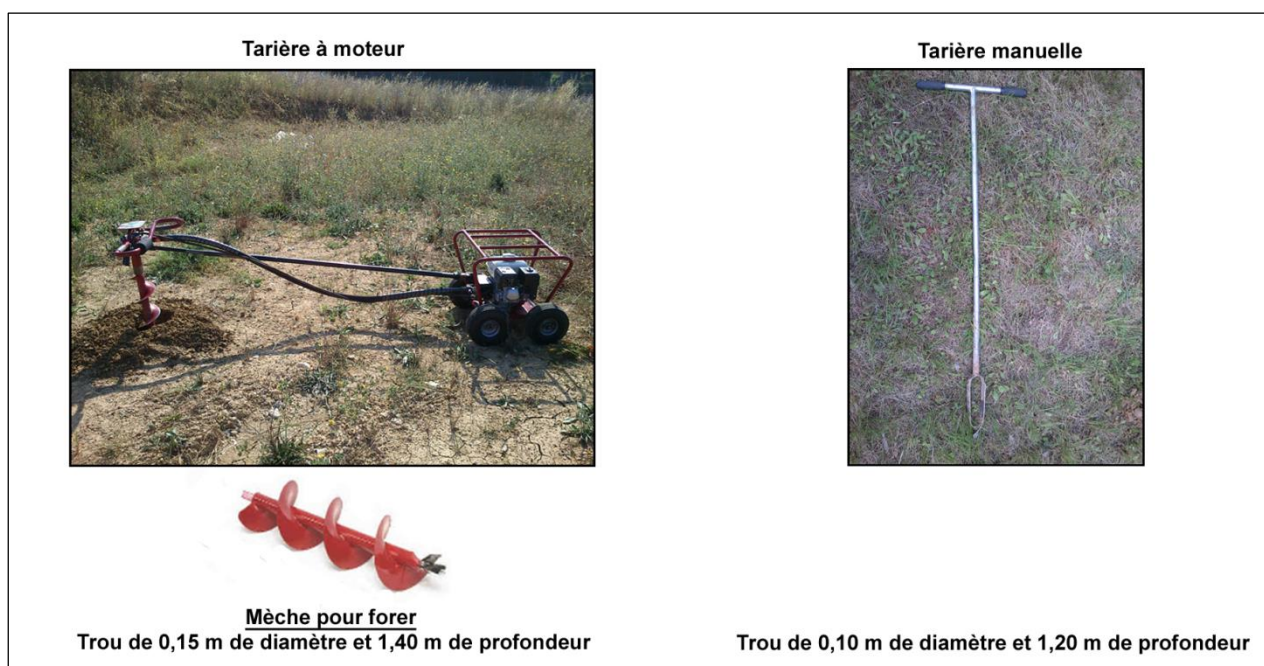 Tarière à moteur
Tarière manuelle
Mèche pour forer
Trou de 0,15 m de diamètre et 1,40 m de profondeur
Trou de 0,10 m de diamètre et 1,20 m de profondeur